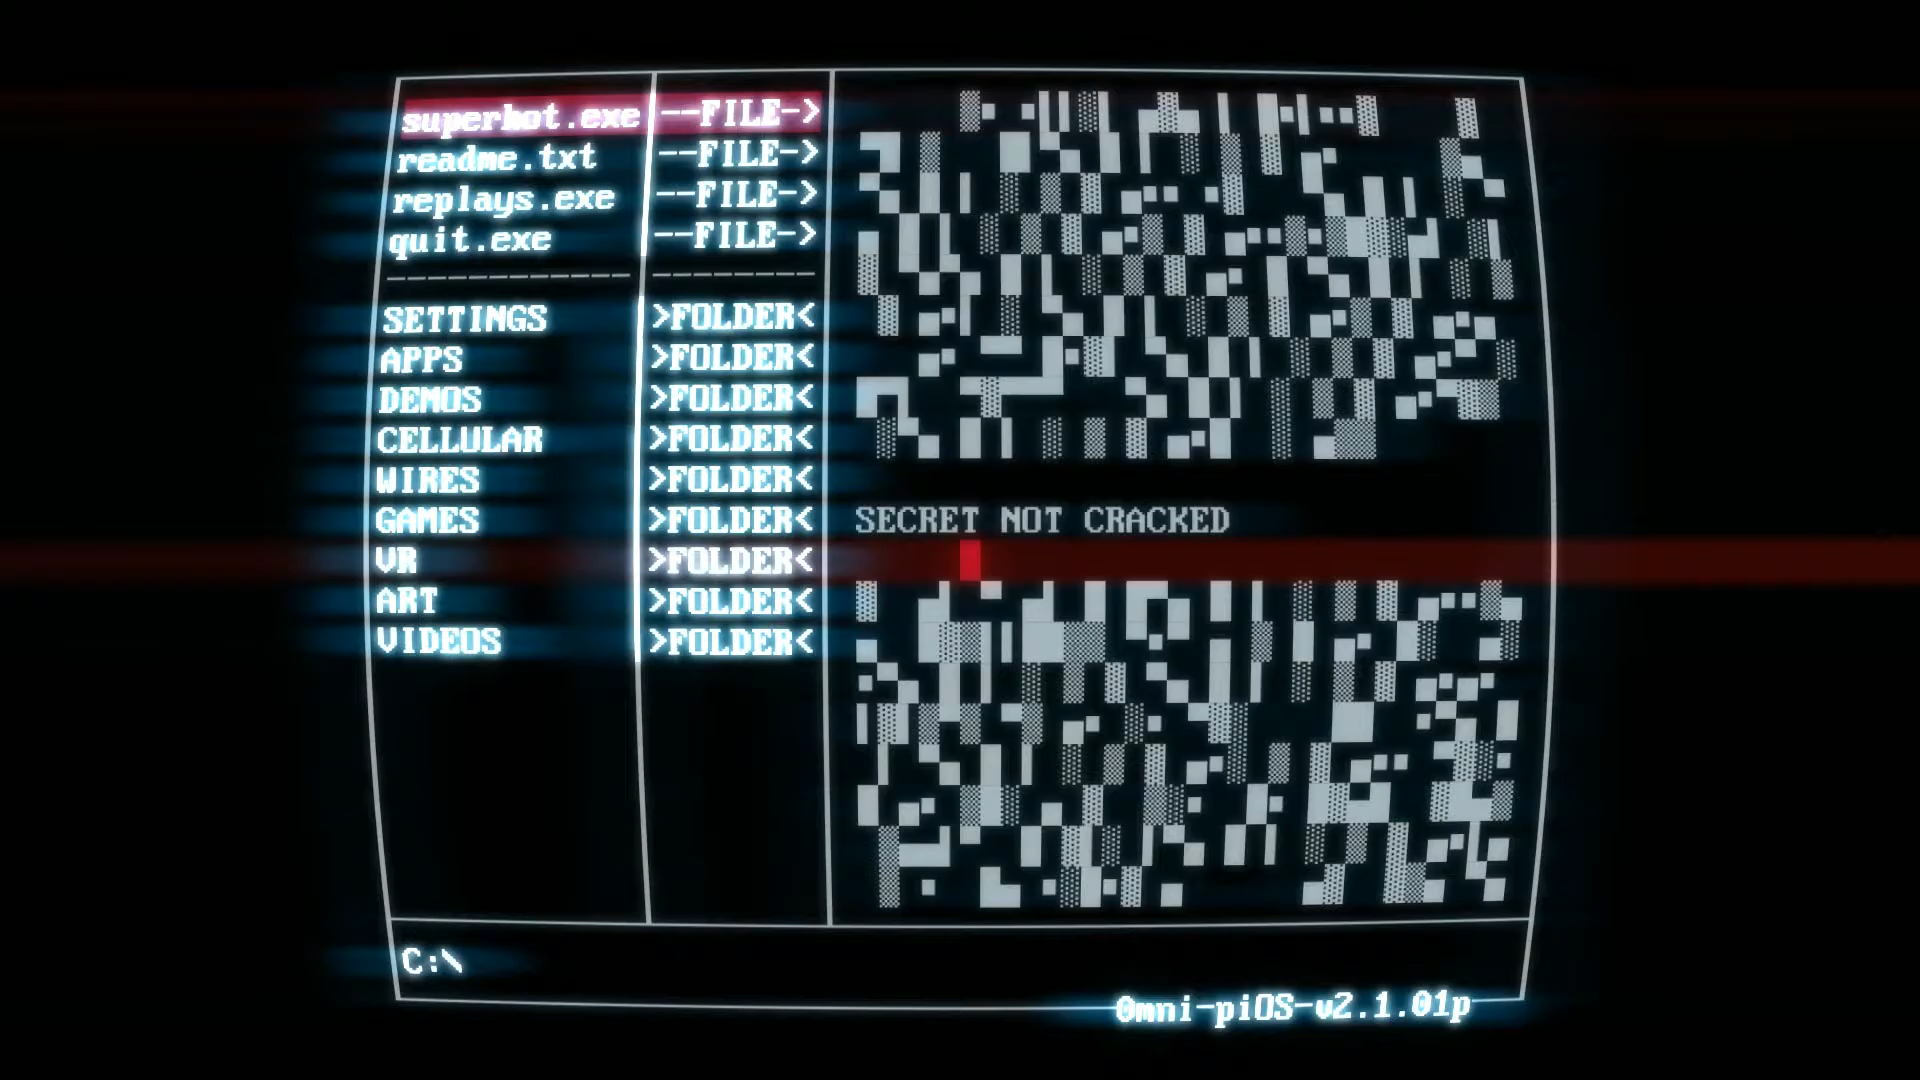 superhot.exe --FILE->
readme.txt --FILE->
replays.exe --FILE->
quit.exe --FILE->
SETTINGS >FOLDER<
APPS >FOLDER<
DEMOS >FOLDER<
CELLULAR >FOLDER<
WIRES >FOLDER<
GAMES >FOLDER<
VR >FOLDER<
ART >FOLDER<
VIDEOS >FOLDER<
SECRET NOT CRACKED
C:\
Omni-piOS-v2.1.01p